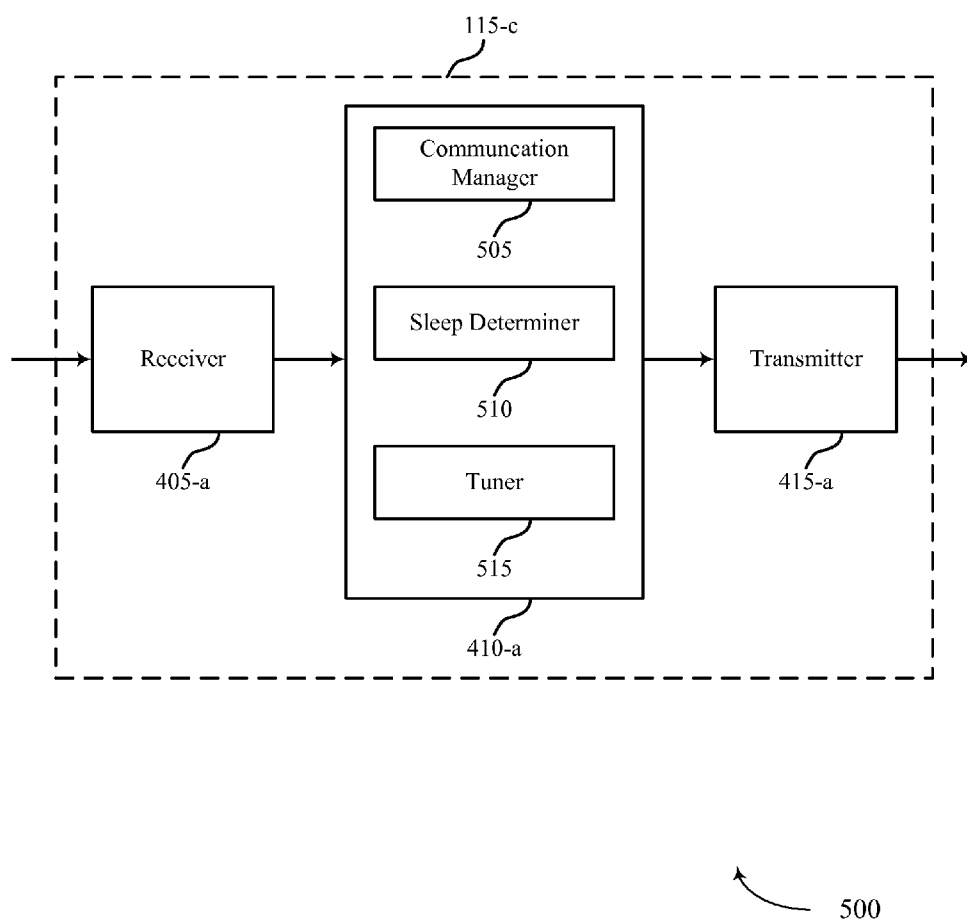 115-c
Communcation
Manager
505
Sleep Determiner
510
Receiver
405-a
Transmitter
415-a
Tuner
515
410-a
500